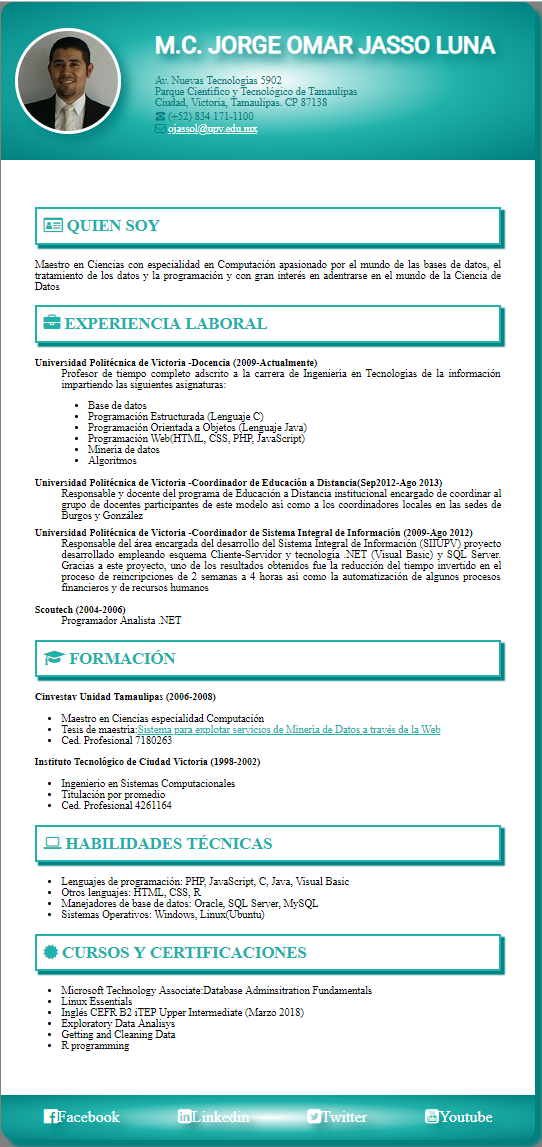 M.C. JORGE OMAR JASSO LUNA
Av. Nuevas Tecnologías 5902
Parque Científico y Tecnológico de Tamaulipas
Ciudad, Victoria, Tamaulipas. CP 87138
(+52) 834 171-1100
ojassol@upv.edu.mx
QUIEN SOY
Maestro en Ciencias con especialidad en Computación apasionado por el mundo de las bases de datos, el
tratamiento de los datos y la programación y con gran interés en adentrarse en el mundo de la Ciencia de
Datos
EXPERIENCIA LABORAL
Universidad Politécnica de Victoria -Docencia (2009-Actualmente)
Profesor de tiempo completo adscrito a la carrera de Ingeniería en Tecnologías de la información
impartiendo las siguientes asignaturas:
• Base de datos
• Programación Estructurada (Lenguaje C)
• Programación Orientada a Objetos (Lenguaje Java)
• Programación Web(HTML, CSS, PHP, JavaScript)
• Minería de datos
• Algoritmos
Universidad Politécnica de Victoria -Coordinador de Educación a Distancia(Sep2012-Ago 2013)
Responsable y docente del programa de Educación a Distancia institucional encargado de coordinar al
grupo de docentes participantes de este modelo así como a los coordinadores locales en las sedes de
Burgos y González
Universidad Politécnica de Victoria -Coordinador de Sistema Integral de Información (2009-Ago 2012)
Responsable del área encargada del desarrollo del Sistema Integral de Información (SIIUPV) proyecto
desarrollado empleando esquema Cliente-Servidor y tecnología .NET (Visual Basic) y SQL Server.
Gracias a este proyecto, uno de los resultados obtenidos fue la reducción del tiempo invertido en el
proceso de reincripciones de 2 semanas a 4 horas así como la automatización de algunos procesos
financieros y de recursos humanos
Scoutech (2004-2006)
Programador Analista .NET
FORMACIÓN
Cinvestav Unidad Tamaulipas (2006-2008)
• Maestro en Ciencias especialidad Computación
• Tesis de maestría:Sistema para explotar servicios de Minería de Datos a través de la Web
• Ced. Profesional 7180263
Instituto Tecnológico de Ciudad Victoria (1998-2002)
• Ingenierio en Sistemas Computacionales
• Titulación por promedio
• Ced. Profesional 4261164
HABILIDADES TÉCNICAS
• Lenguajes de programación: PHP, JavaScript, C, Java, Visual Basic
• Otros lenguajes: HTML, CSS, R
• Manejadores de base de datos: Oracle, SQL Server, MySQL
• Sistemas Operativos: Windows, Linux(Ubuntu)
CURSOS Y CERTIFICACIONES
• Microsoft Technology Associate:Database Adminsitration Fundamentals
• Linux Essentials
• Inglés CEFR B2 iTEP Upper Intermediate (Marzo 2018)
• Exploratory Data Analisys
• Getting and Cleaning Data
• R programming
Facebook Linkedin Twitter Youtube